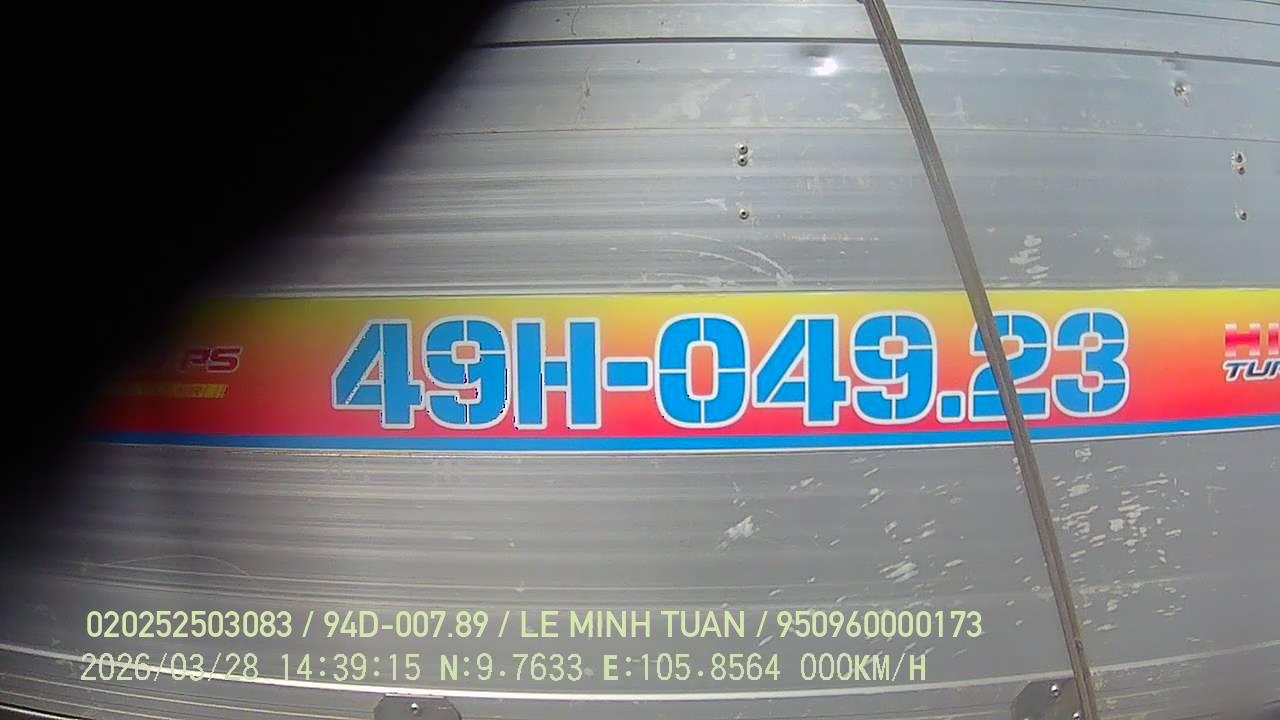 49H-049.23
020252503083 / 94D-007.89 / LE MINH TUAN / 950960000173
2026/03/28 14:39:15 N:9.7633 E:105.8564 000KM/H